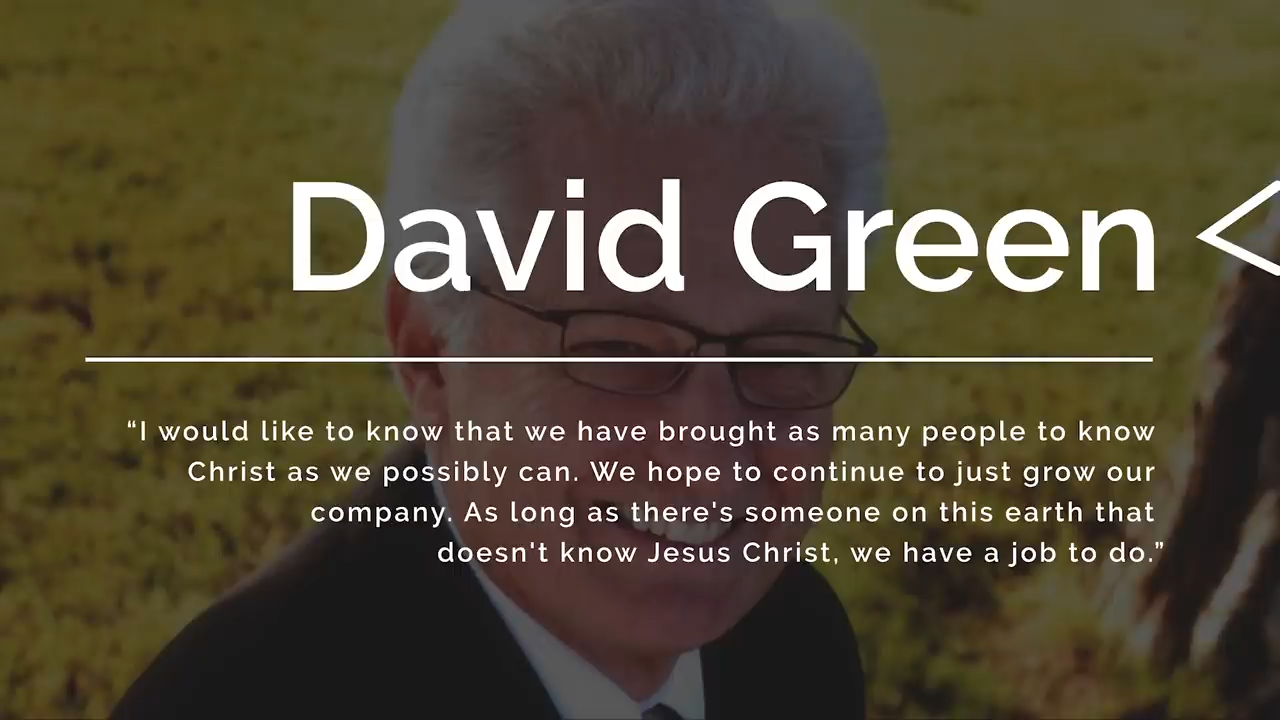 David Green
“I would like to know that we have brought as many people to know
Christ as we possibly can. We hope to continue to just grow our
company. As long as there's someone on this earth that
doesn't know Jesus Christ, we have a job to do.”